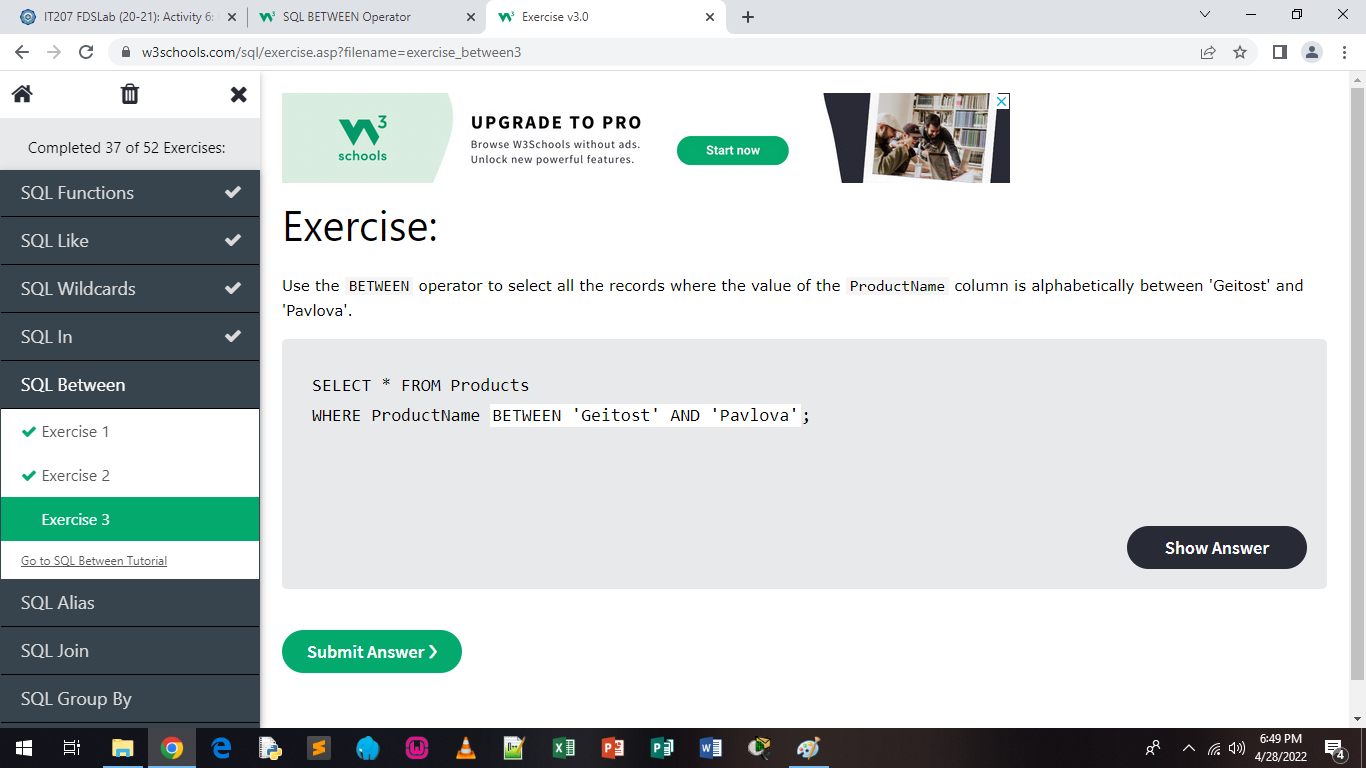 IT207 FDSLab (20-21): Activity 6:
SQL BETWEEN Operator
Exercise v3.0
w3schools.com/sql/exercise.asp?filename=exercise_between3
Completed 37 of 52 Exercises:
SQL Functions
SQL Like
SQL Wildcards
SQL In
SQL Between
Exercise 1
Exercise 2
Exercise 3
Go to SQL Between Tutorial
SQL Alias
SQL Join
SQL Group By
3
schools
UPGRADE TO PRO
Browse W3Schools without ads.
Unlock new powerful features.
Start now
Exercise:
Use the BETWEEN operator to select all the records where the value of the ProductName column is alphabetically between 'Geitost' and
'Pavlova'.
SELECT * FROM Products
WHERE ProductName BETWEEN 'Geitost' AND 'Pavlova';
Show Answer
Submit Answer ❯
6:49 PM
4/28/2022
4